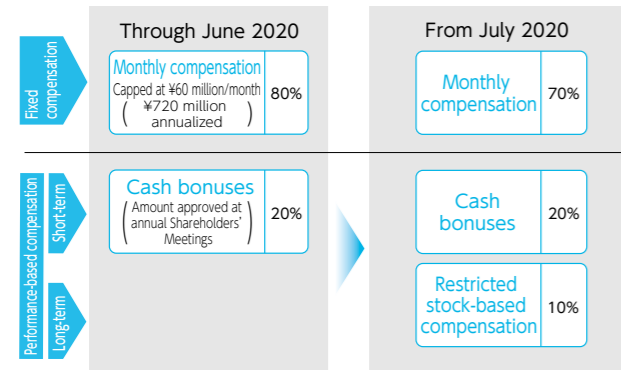 Through June 2020
From July 2020
Fixed
compensation
Monthly compensation
Capped at ¥60 million/month
( ¥720 million
annualized )
80%
Monthly
compensation
70%
Performance-based compensation
Short-term
Cash bonuses
( Amount approved at
annual Shareholders'
Meetings )
20%
Cash
bonuses
20%
Long-term
Restricted
stock-based
compensation
10%